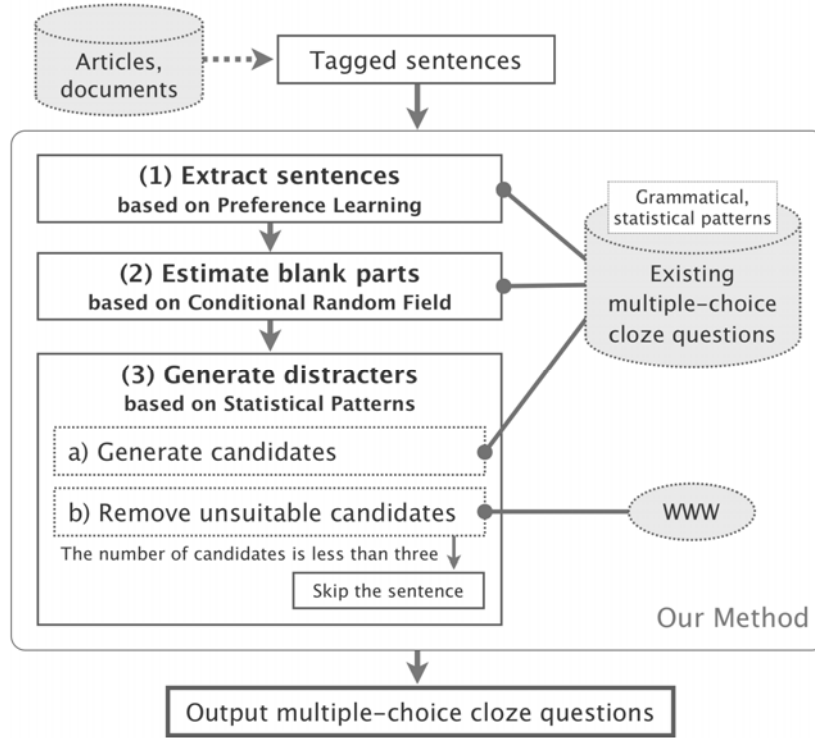 Articles,
documents
Tagged sentences
(1) Extract sentences
based on Preference Learning
Grammatical,
statistical patterns
(2) Estimate blank parts
based on Conditional Random Field
Existing
multiple-choice
cloze questions
(3) Generate distracters
based on Statistical Patterns
a) Generate candidates
b) Remove unsuitable candidates
WWW
The number of candidates is less than three
Skip the sentence
Our Method
Output multiple-choice cloze questions